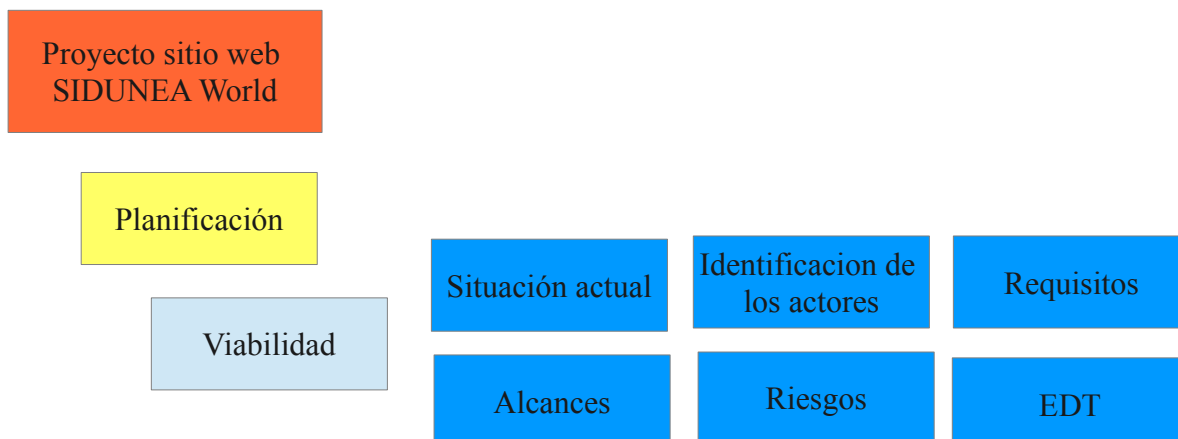 Proyecto sitio web
SIDUNEA World
Planificación
Viabilidad
Situación actual
Identificacion de
los actores
Requisitos
Alcances
Riesgos
EDT